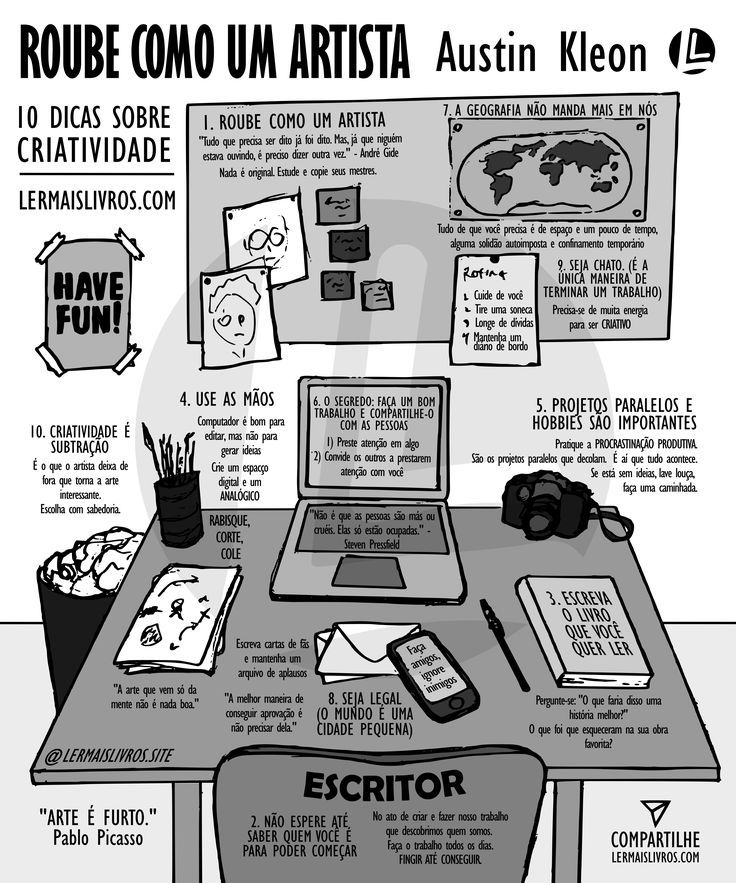 ROUBE COMO UM ARTISTA Austin Kleon
10 DICAS SOBRE
CRIATIVIDADE
LERMAISLIVROS.COM
HAVE
FUN!
1. ROUBE COMO UM ARTISTA
"Tudo que precisa ser dito já foi dito. Mas, já que niguém
estava ouvindo, é preciso dizer outra vez." - André Gide
Nada é original. Estude e copie seus mestres.
7. A GEOGRAFIA NÃO MANDA MAIS EM NÓS
Tudo de que você precisa é de espaço e um pouco de tempo,
alguma solidão autoimposta e confinamento temporário
Rotina
1. Cuide de você
2. Tire uma soneca
3. Longe de dívidas
4. Mantenha um
diário de bordo
9. SEJA CHATO. (É A
ÚNICA MANEIRA DE
TERMINAR UM TRABALHO)
Precisa-se de muita energia
para ser CRIATIVO
10. CRIATIVIDADE É
SUBTRAÇÃO
É o que o artista deixa de
fora que torna a arte
interessante.
Escolha com sabedoria.
4. USE AS MÃOS
Computador é bom para
editar, mas não para
gerar ideias
Crie um espaço
digital e um
ANALÓGICO
RABISQUE,
CORTE,
COLE
6. O SEGREDO: FAÇA UM BOM
TRABALHO E COMPARTILHE-O
COM AS PESSOAS
1) Preste atenção em algo
2) Convide os outros a prestarem
atenção com você
"Não é que as pessoas são más ou
cruéis. Elas só estão ocupadas." -
Steven Pressfield
5. PROJETOS PARALELOS E
HOBBIES SÃO IMPORTANTES
Pratique a PROCRASTINAÇÃO PRODUTIVA.
São os projetos paralelos que decolam. É aí que tudo acontece.
Se está sem ideias, lave louça,
faça uma caminhada.
3. ESCREVA
O LIVRO
QUE VOCÊ
QUER LER
Pergunte-se: "O que faria disso uma
história melhor?"
O que foi que esqueceram na sua obra
favorita?
"A arte que vem só da
mente não é nada boa."
Escreva cartas de fãs
e mantenha um
arquivo de aplausos
"A melhor maneira de
conseguir aprovação é
não precisar dela."
8. SEJA LEGAL
(O MUNDO É UMA
CIDADE PEQUENA)
Faça
amigos,
ignore
inimigos
@LERMAISLIVROS.SITE
"ARTE É FURTO."
Pablo Picasso
ESCRITOR
2. NÃO ESPERE ATÉ
SABER QUEM VOCÊ É
PARA PODER COMEÇAR
No ato de criar e fazer nosso trabalho
que descobrimos quem somos.
Faça o trabalho todos os dias.
FINGIR ATÉ CONSEGUIR.
COMPARTILHE
LERMAISLIVROS.COM